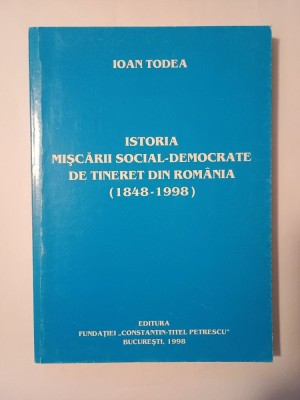 IOAN TODEA
ISTORIA
MIŞCĂRII SOCIAL-DEMOCRATE
DE TINERET DIN ROMÂNIA
(1848-1998)
EDITURA
FUNDAŢIEI „CONSTANTIN-TITEL PETRESCU"
BUCUREŞTI, 1998